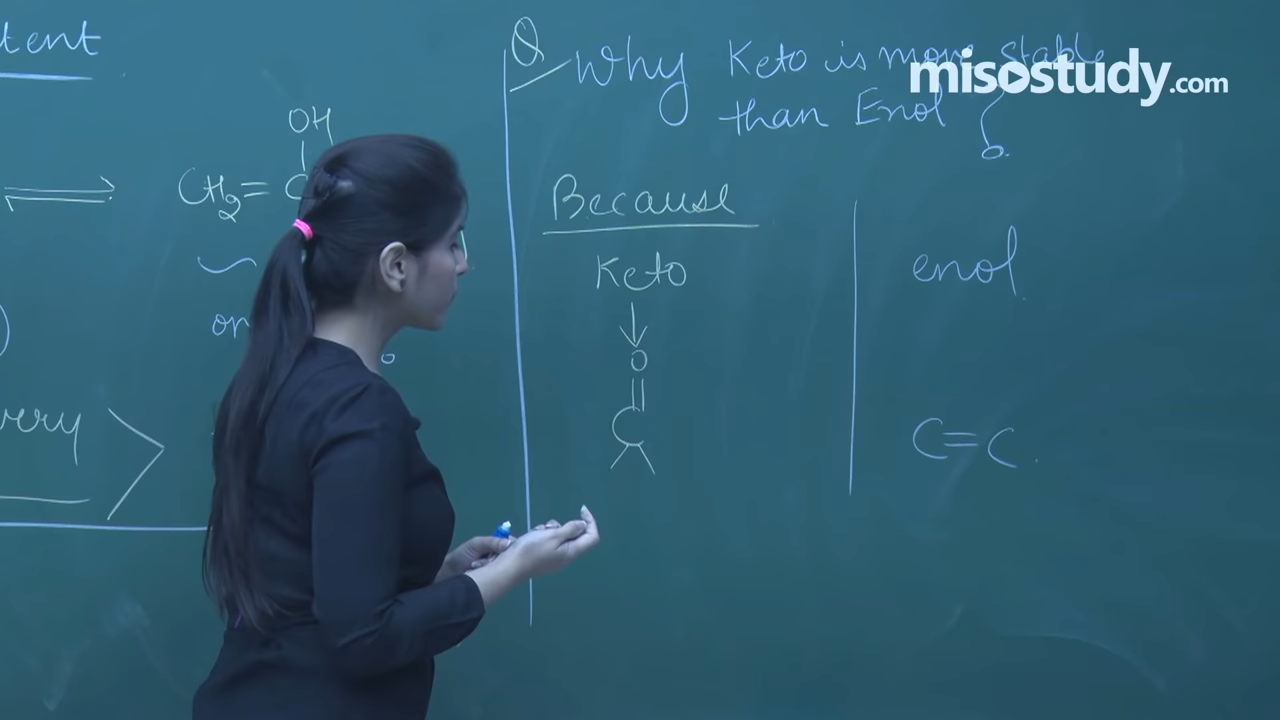 tent
Q Why Keto is more stable
than Enol ?
misostudy.com
OH
CH2=C
or
very >
Because
Keto
enol
O
C
C=C